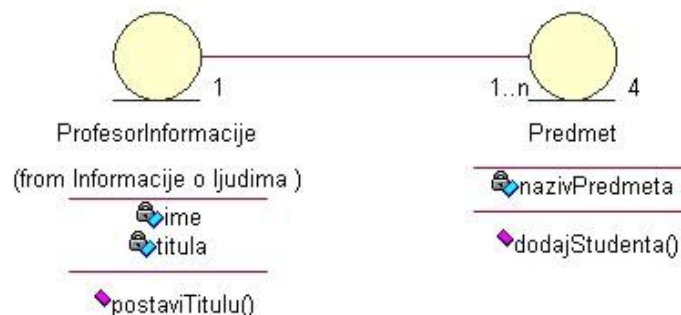 1
1..n
4
ProfesorInformacije
(from Informacije o ljudima )
ime
titula
postaviTitulu()
Predmet
nazivPredmeta
dodajStudenta()